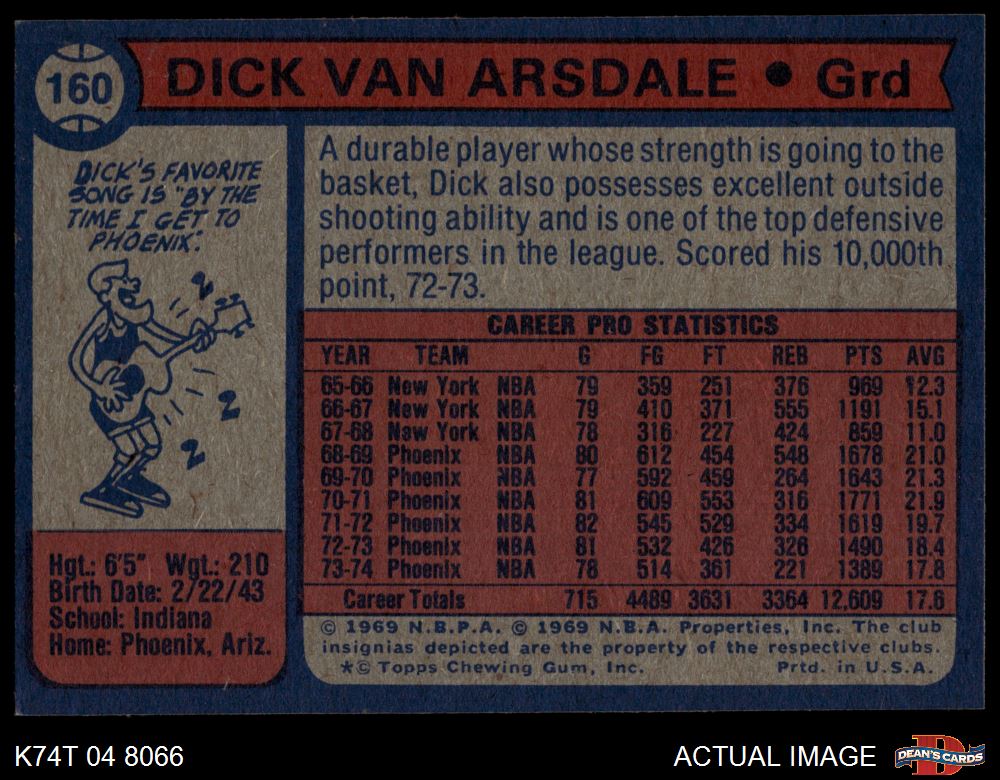 160
DICK VAN ARSDALE • Grd
DICK'S FAVORITE
SONG IS "BY THE
TIME I GET TO
PHOENIX".
A durable player whose strength is going to the
basket, Dick also possesses excellent outside
shooting ability and is one of the top defensive
performers in the league. Scored his 10,000th
point, 72-73.
CAREER PRO STATISTICS
YEAR TEAM G FG FT REB PTS AVG
65-66 New York NBA 79 359 251 376 969 12.3
66-67 New York NBA 79 410 371 555 1191 15.1
67-68 New York NBA 78 316 227 424 859 11.0
68-69 Phoenix NBA 80 612 454 548 1678 21.0
69-70 Phoenix NBA 77 592 459 264 1643 21.3
70-71 Phoenix NBA 81 609 553 316 1771 21.9
71-72 Phoenix NBA 82 545 529 334 1619 19.7
72-73 Phoenix NBA 81 532 426 326 1490 18.4
73-74 Phoenix NBA 78 514 361 221 1389 17.8
Career Totals 715 4489 3631 3364 12,609 17.6
Hgt.: 6'5" Wgt.: 210
Birth Date: 2/22/43
School: Indiana
Home: Phoenix, Ariz.
© 1969 N.B.P.A. © 1969 N.B.A. Properties, Inc. The club
insignias depicted are the property of the respective clubs.
*© Topps Chewing Gum, Inc. Prtd. in U.S.A.
K74T 04 8066
ACTUAL IMAGE
D
DEAN'S CARDS